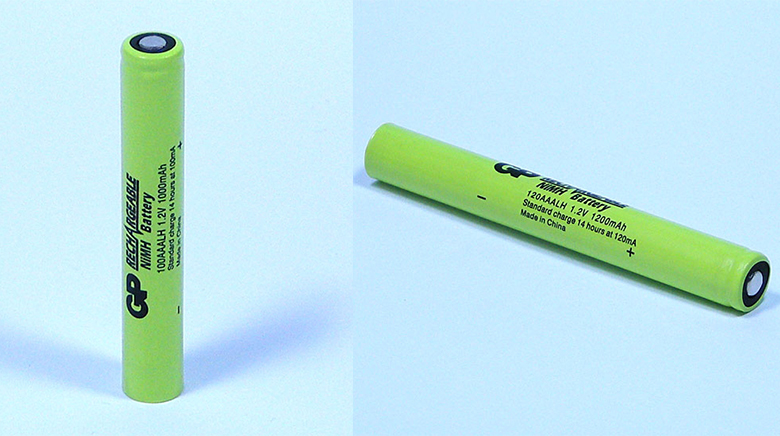 GP RECHARGEABLE
NiMH Battery
100AAALH 1.2V 1000mAh
Standard charge 14 hours at 100mA
Made in China
- +
GP RECHARGEABLE
NiMH Battery
120AAALH 1.2V 1200mAh
Standard charge 14 hours at 120mA
Made in China
- +